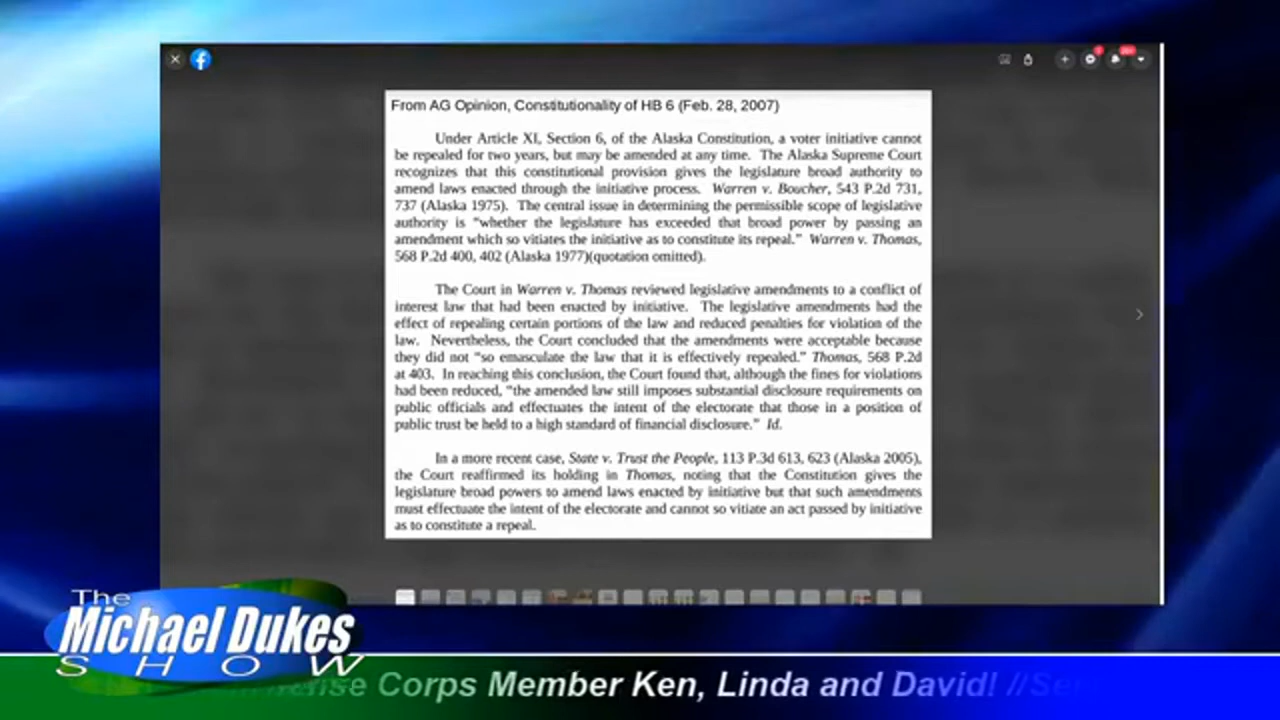 From AG Opinion, Constitutionality of HB 6 (Feb. 28, 2007)
Under Article XI, Section 6, of the Alaska Constitution, a voter initiative cannot
be repealed for two years, but may be amended at any time. The Alaska Supreme Court
recognizes that this constitutional provision gives the legislature broad authority to
amend laws enacted through the initiative process. Warren v. Boucher, 543 P.2d 731,
737 (Alaska 1975). The central issue in determining the permissible scope of legislative
authority is "whether the legislature has exceeded that broad power by passing an
amendment which so vitiates the initiative as to constitute its repeal." Warren v. Thomas,
568 P.2d 400, 402 (Alaska 1977)(quotation omitted).
The Court in Warren v. Thomas reviewed legislative amendments to a conflict of
interest law that had been enacted by initiative. The legislative amendments had the
effect of repealing certain portions of the law and reduced penalties for violation of the
law. Nevertheless, the Court concluded that the amendments were acceptable because
they did not "so emasculate the law that it is effectively repealed." Thomas, 568 P.2d
at 403. In reaching this conclusion, the Court found that, although the fines for violations
had been reduced, "the amended law still imposes substantial disclosure requirements on
public officials and effectuates the intent of the electorate that those in a position of
public trust be held to a high standard of financial disclosure." Id.
In a more recent case, State v. Trust the People, 113 P.3d 613, 623 (Alaska 2005),
the Court reaffirmed its holding in Thomas, noting that the Constitution gives the
legislature broad powers to amend laws enacted by initiative but that such amendments
must effectuate the intent of the electorate and cannot so vitiate an act passed by initiative
as to constitute a repeal.
The
Michael Dukes
SHOW
Corps Member Ken, Linda and David! //Se